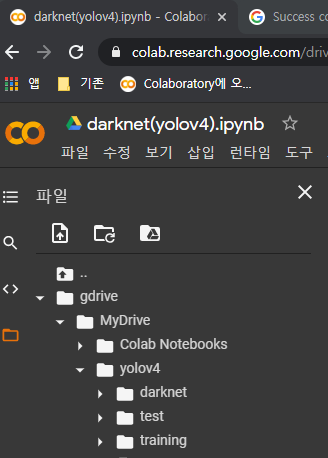 darknet(yolov4).ipynb - Colabo
Success co
colab.research.google.com/driv
앱 기존 Colaboratory에 오...
darknet(yolov4).ipynb
파일 수정 보기 삽입 런타임 도구
파일
..
gdrive
MyDrive
Colab Notebooks
yolov4
darknet
test
training